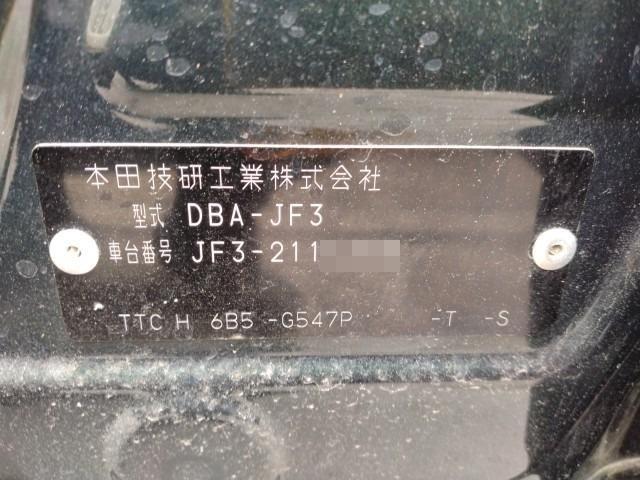 本田技研工業株式会社
型式 DBA-JF3
車台番号 JF3-211
TTC H 6B5 -G547P -T -S